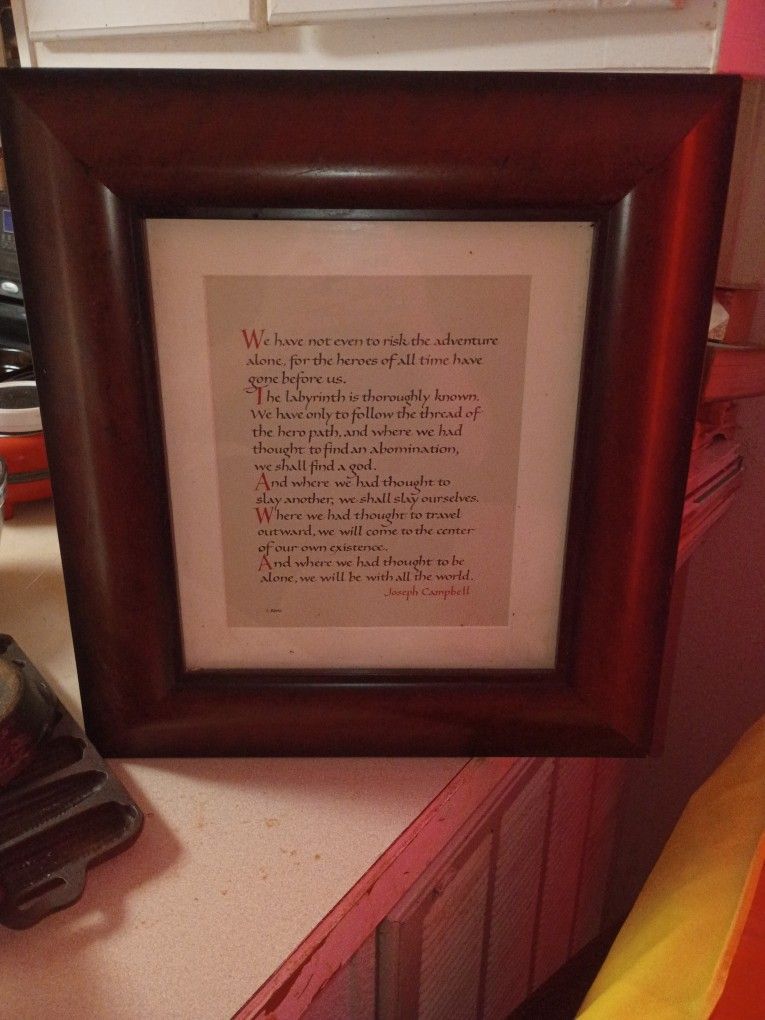 We have not even to risk the adventure
alone, for the heroes of all time have
gone before us.
The labyrinth is thoroughly known.
We have only to follow the thread of
the hero path, and where we had
thought to find an abomination,
we shall find a god.
And where we had thought to
slay another, we shall slay ourselves.
Where we had thought to travel
outward, we will come to the center
of our own existence.
And where we had thought to be
alone, we will be with all the world.
Joseph Campbell